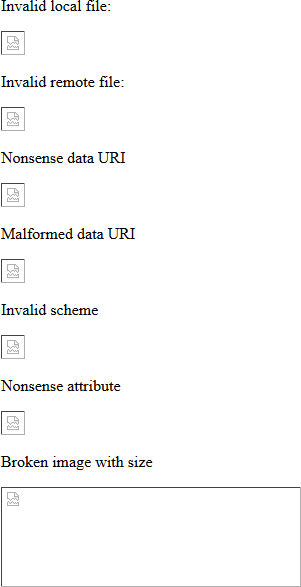 Invalid local file:
Invalid remote file:
Nonsense data URI
Malformed data URI
Invalid scheme
Nonsense attribute
Broken image with size